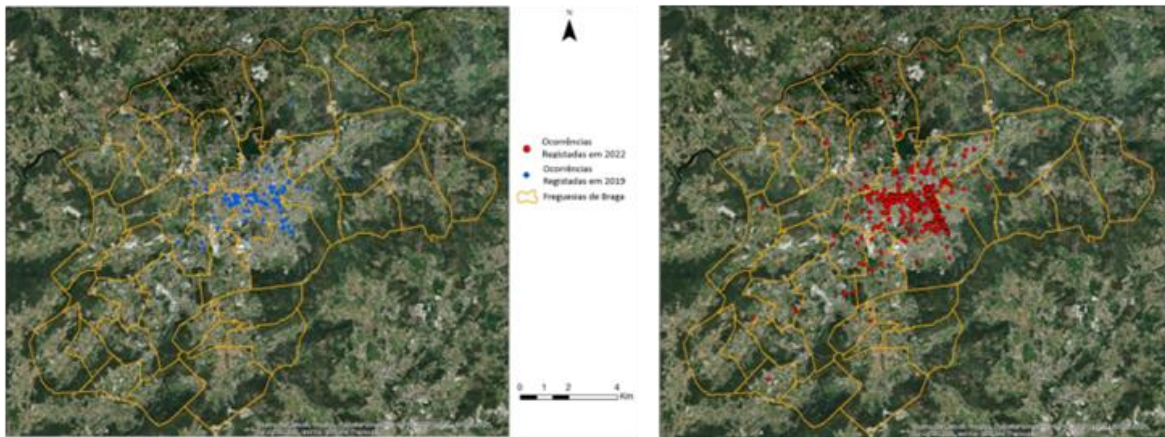 N
Ocorrências
Registadas em 2022
Ocorrências
Registadas em 2019
Freguesias de Braga
0 1 2 4
Km